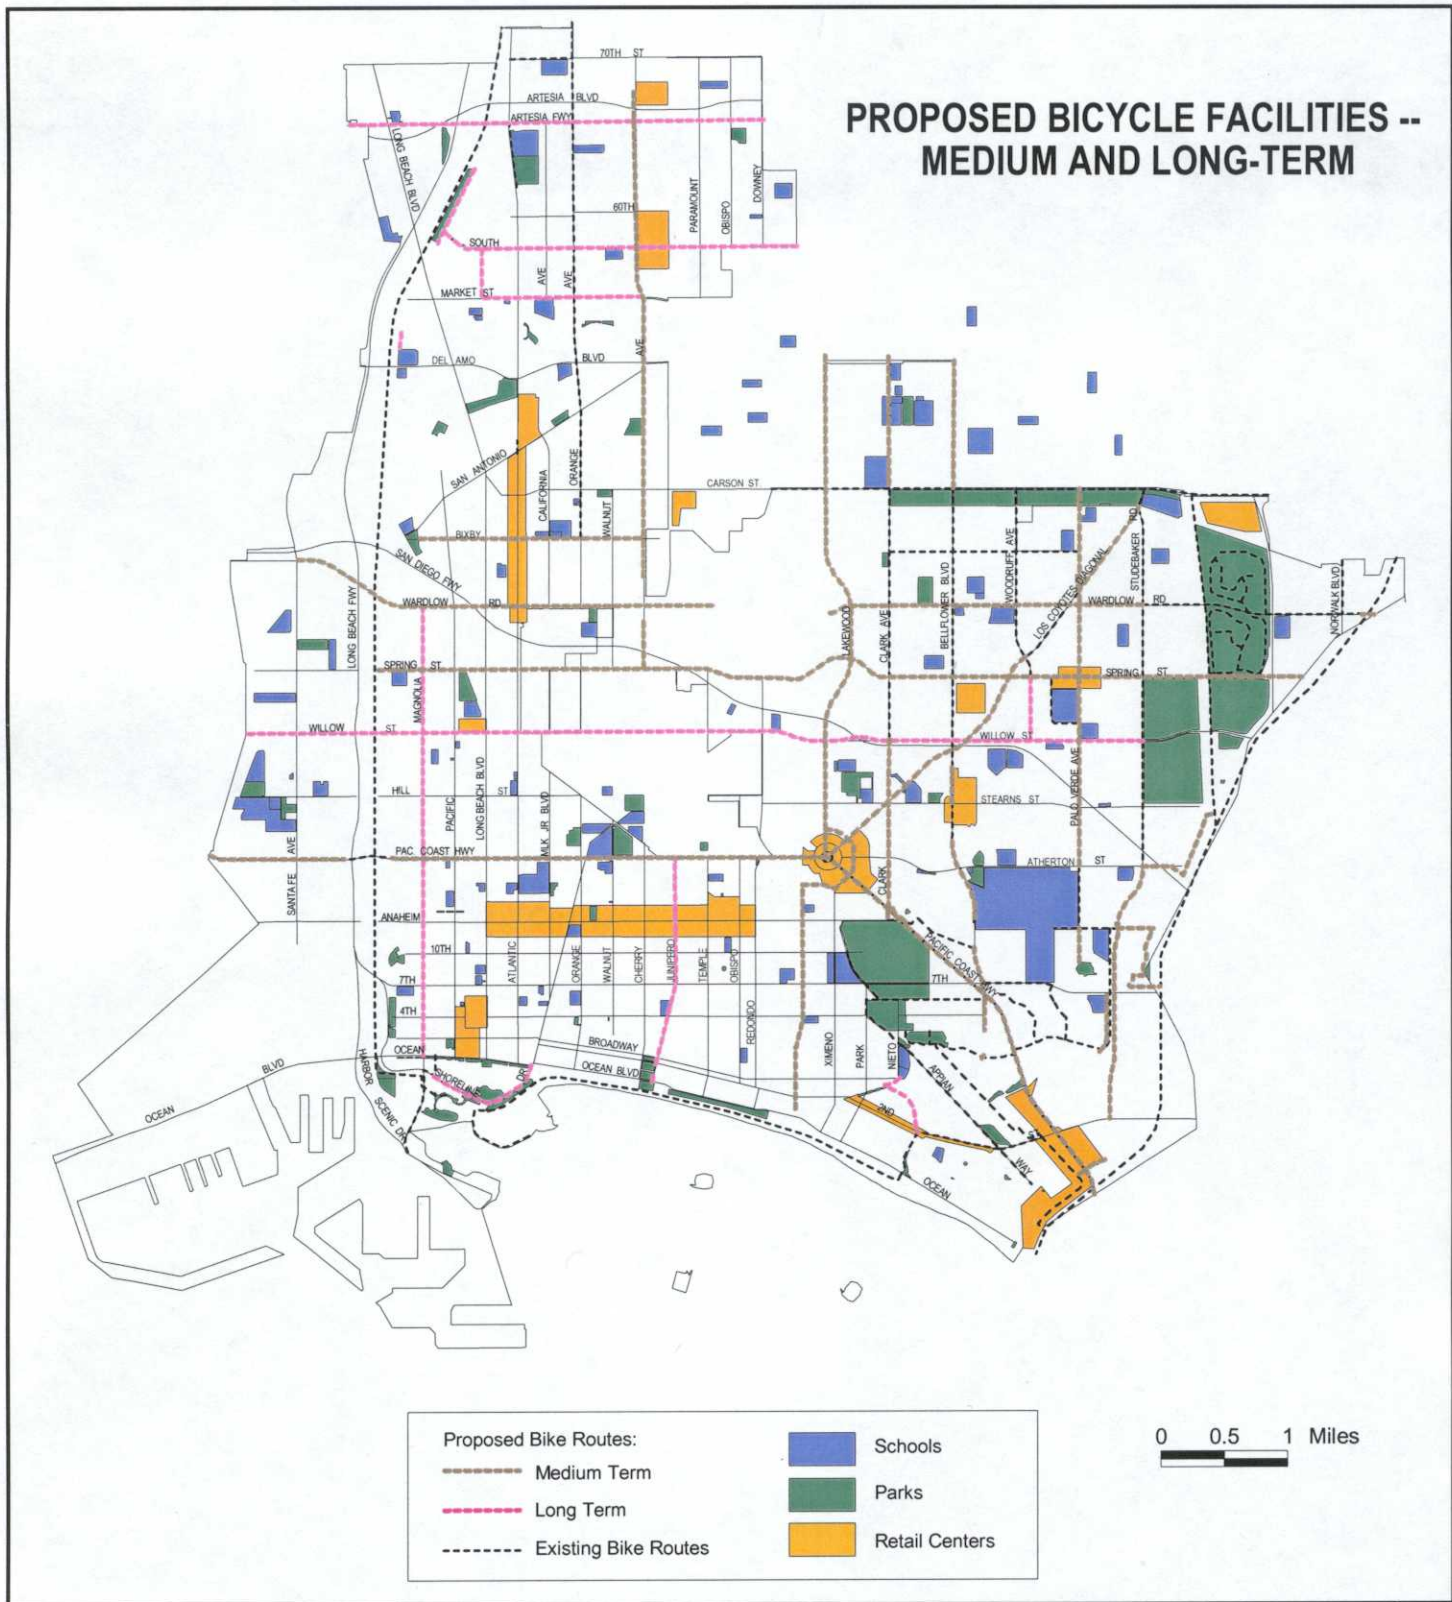 PROPOSED BICYCLE FACILITIES --
MEDIUM AND LONG-TERM
70TH ST
ARTESIA BLVD
ARTESIA FWY
LONG BEACH BLVD
PARAMOUNT
OBISPO
DOWNEY
60TH
SOUTH
AVE
AVE
MARKET ST
DEL AMO BLVD
AVE
SAN ANTONIO
CALIFORNIA
ORANGE
WALNUT
CARSON ST.
BIXBY
SAN DIEGO FWY
LONG BEACH FWY
WARDLOW RD
LAKEWOOD
CLARK AVE
BELLFLOWER BLVD
WOODRUFF AVE
LOS COYOTES DIAGONAL
STUDEBAKER RD
WARDLOW RD
NORWALK BLVD
SPRING ST
MAGNOLIA
SPRING ST
WILLOW ST
WILLOW ST
PALO VERDE AVE
HILL ST
PACIFIC
LONG BEACH BLVD
MLK JR BLVD
STEARNS ST
PAC. COAST HWY
SANTA FE AVE
CLARK
ATHERTON ST
ANAHEIM
10TH
ATLANTIC
ORANGE
WALNUT
CHERRY
JUNIPERO
TEMPLE
OBISPO
PACIFIC COAST HWY
7TH
7TH
4TH
REDONDO
XIMENO
PARK
NIETO
OCEAN
BROADWAY
OCEAN BLVD
APPIAN WAY
HARBOR SCENIC DR
SHORELINE DR
2ND
OCEAN BLVD
OCEAN
Proposed Bike Routes:
Medium Term
Long Term
Existing Bike Routes
Schools
Parks
Retail Centers
0 0.5 1 Miles